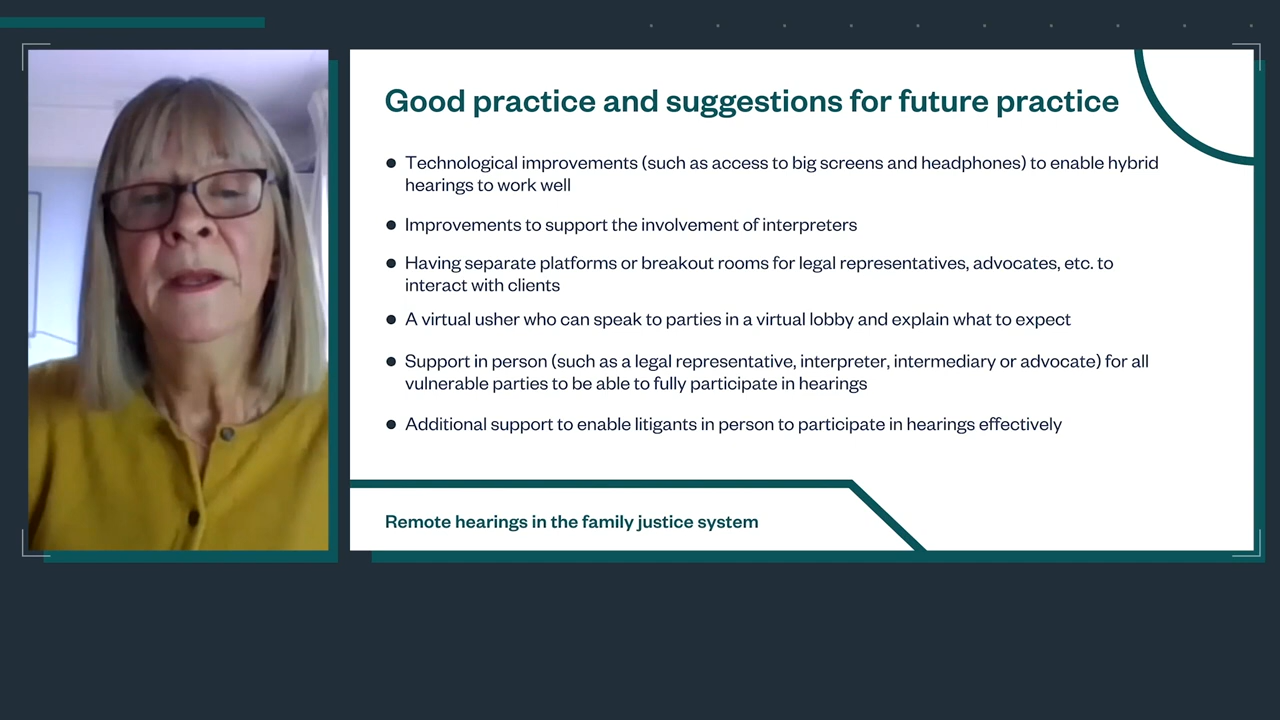 Good practice and suggestions for future practice
● Technological improvements (such as access to big screens and headphones) to enable hybrid
hearings to work well
● Improvements to support the involvement of interpreters
● Having separate platforms or breakout rooms for legal representatives, advocates, etc. to
interact with clients
● A virtual usher who can speak to parties in a virtual lobby and explain what to expect
● Support in person (such as a legal representative, interpreter, intermediary or advocate) for all
vulnerable parties to be able to fully participate in hearings
● Additional support to enable litigants in person to participate in hearings effectively
Remote hearings in the family justice system